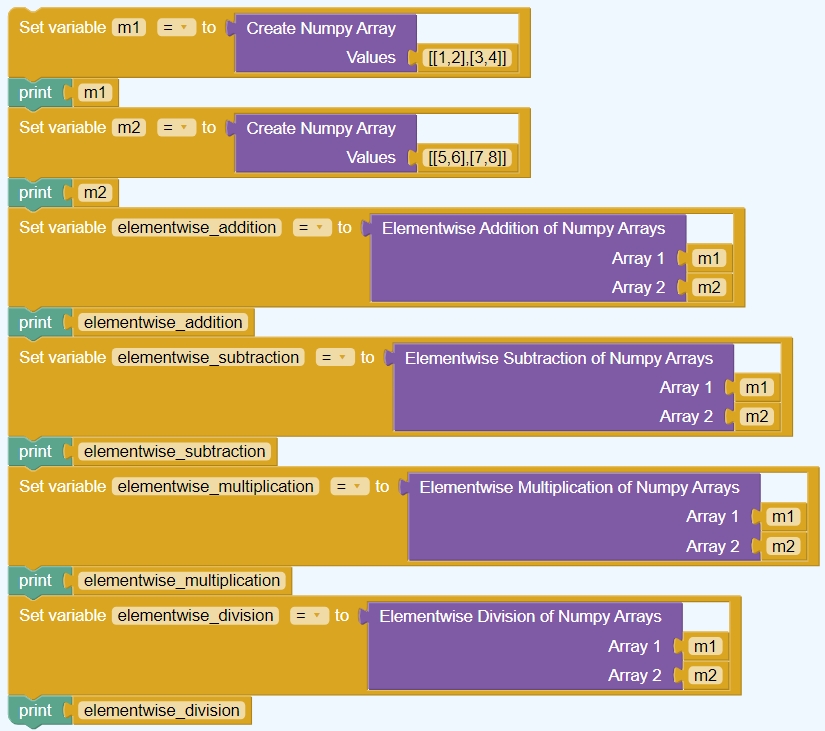 Set variable m1 = to Create Numpy Array
Values [[1,2],[3,4]]
print m1
Set variable m2 = to Create Numpy Array
Values [[5,6],[7,8]]
print m2
Set variable elementwise_addition = to Elementwise Addition of Numpy Arrays
Array 1 m1
Array 2 m2
print elementwise_addition
Set variable elementwise_subtraction = to Elementwise Subtraction of Numpy Arrays
Array 1 m1
Array 2 m2
print elementwise_subtraction
Set variable elementwise_multiplication = to Elementwise Multiplication of Numpy Arrays
Array 1 m1
Array 2 m2
print elementwise_multiplication
Set variable elementwise_division = to Elementwise Division of Numpy Arrays
Array 1 m1
Array 2 m2
print elementwise_division